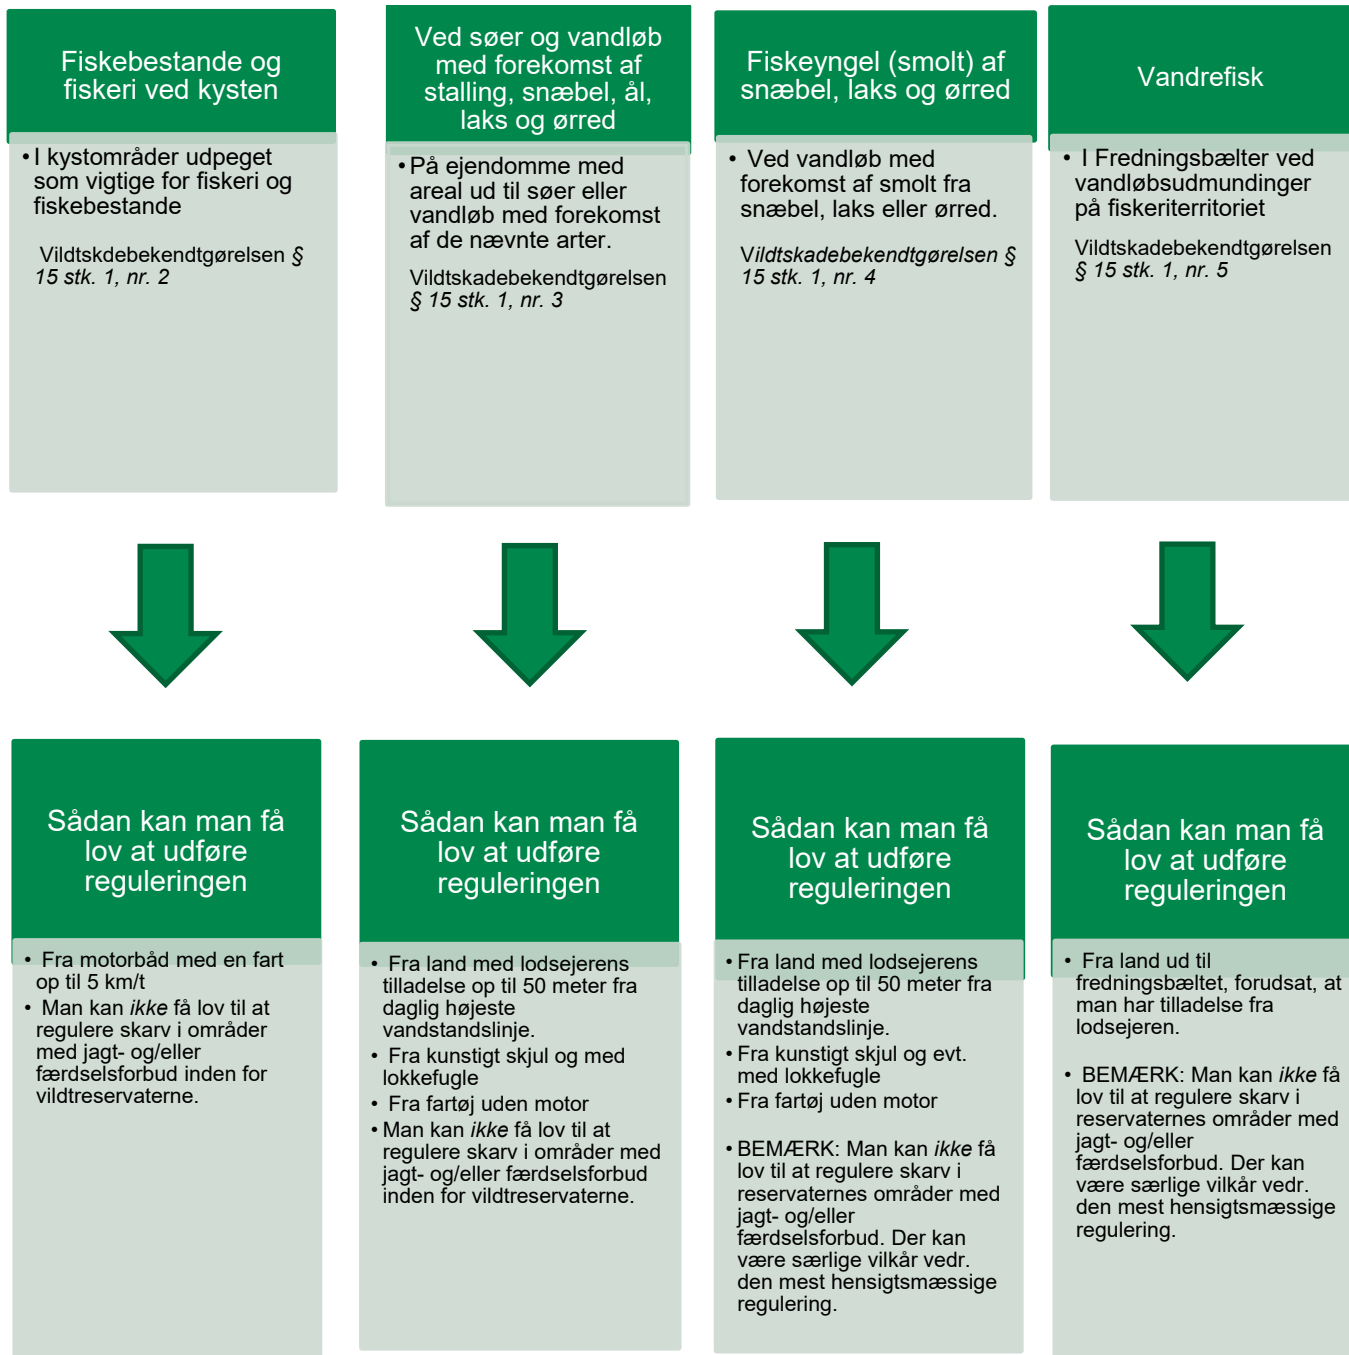 Fiskebestande og
fiskeri ved kysten
• I kystområder udpeget
som vigtige for fiskeri og
fiskebestande
Vildtskdebekendtgørelsen §
15 stk. 1, nr. 2
Ved søer og vandløb
med forekomst af
stalling, snæbel, ål,
laks og ørred
• På ejendomme med
areal ud til søer eller
vandløb med forekomst
af de nævnte arter.
Vildtskadebekendtgørelsen
§ 15 stk. 1, nr. 3
Fiskeyngel (smolt) af
snæbel, laks og ørred
• Ved vandløb med
forekomst af smolt fra
snæbel, laks eller ørred.
Vildtskadebekendtgørelsen §
15 stk. 1, nr. 4
Vandrefisk
• I Fredningsbælter ved
vandløbsudmundinger
på fiskeriterritoriet
Vildtskadebekendtgørelsen
§ 15 stk. 1, nr. 5
Sådan kan man få
lov at udføre
reguleringen
• Fra motorbåd med en fart
op til 5 km/t
• Man kan ikke få lov til at
regulere skarv i områder
med jagt- og/eller
færdselsforbud inden for
vildtreservaterne.
Sådan kan man få
lov at udføre
reguleringen
• Fra land med lodsejerens
tilladelse op til 50 meter fra
daglig højeste
vandstandslinje.
• Fra kunstigt skjul og med
lokkefugle
• Fra fartøj uden motor
• Man kan ikke få lov til at
regulere skarv i områder med
jagt- og/eller færdselsforbud
inden for vildtreservaterne.
Sådan kan man få
lov at udføre
reguleringen
• Fra land med lodsejerens
tilladelse op til 50 meter fra
daglig højeste
vandstandslinje.
• Fra kunstigt skjul og evt.
med lokkefugle
• Fra fartøj uden motor
• BEMÆRK: Man kan ikke få
lov til at regulere skarv i
reservaternes områder med
jagt- og/eller
færdselsforbud. Der kan
være særlige vilkår vedr.
den mest hensigtsmæssige
regulering.
Sådan kan man få
lov at udføre
reguleringen
• Fra land ud til
fredningsbæltet, forudsat, at
man har tilladelse fra
lodsejeren.
• BEMÆRK: Man kan ikke få
lov til at regulere skarv i
reservaternes områder med
jagt- og/eller
færdselsforbud. Der kan
være særlige vilkår vedr.
den mest hensigtsmæssige
regulering.